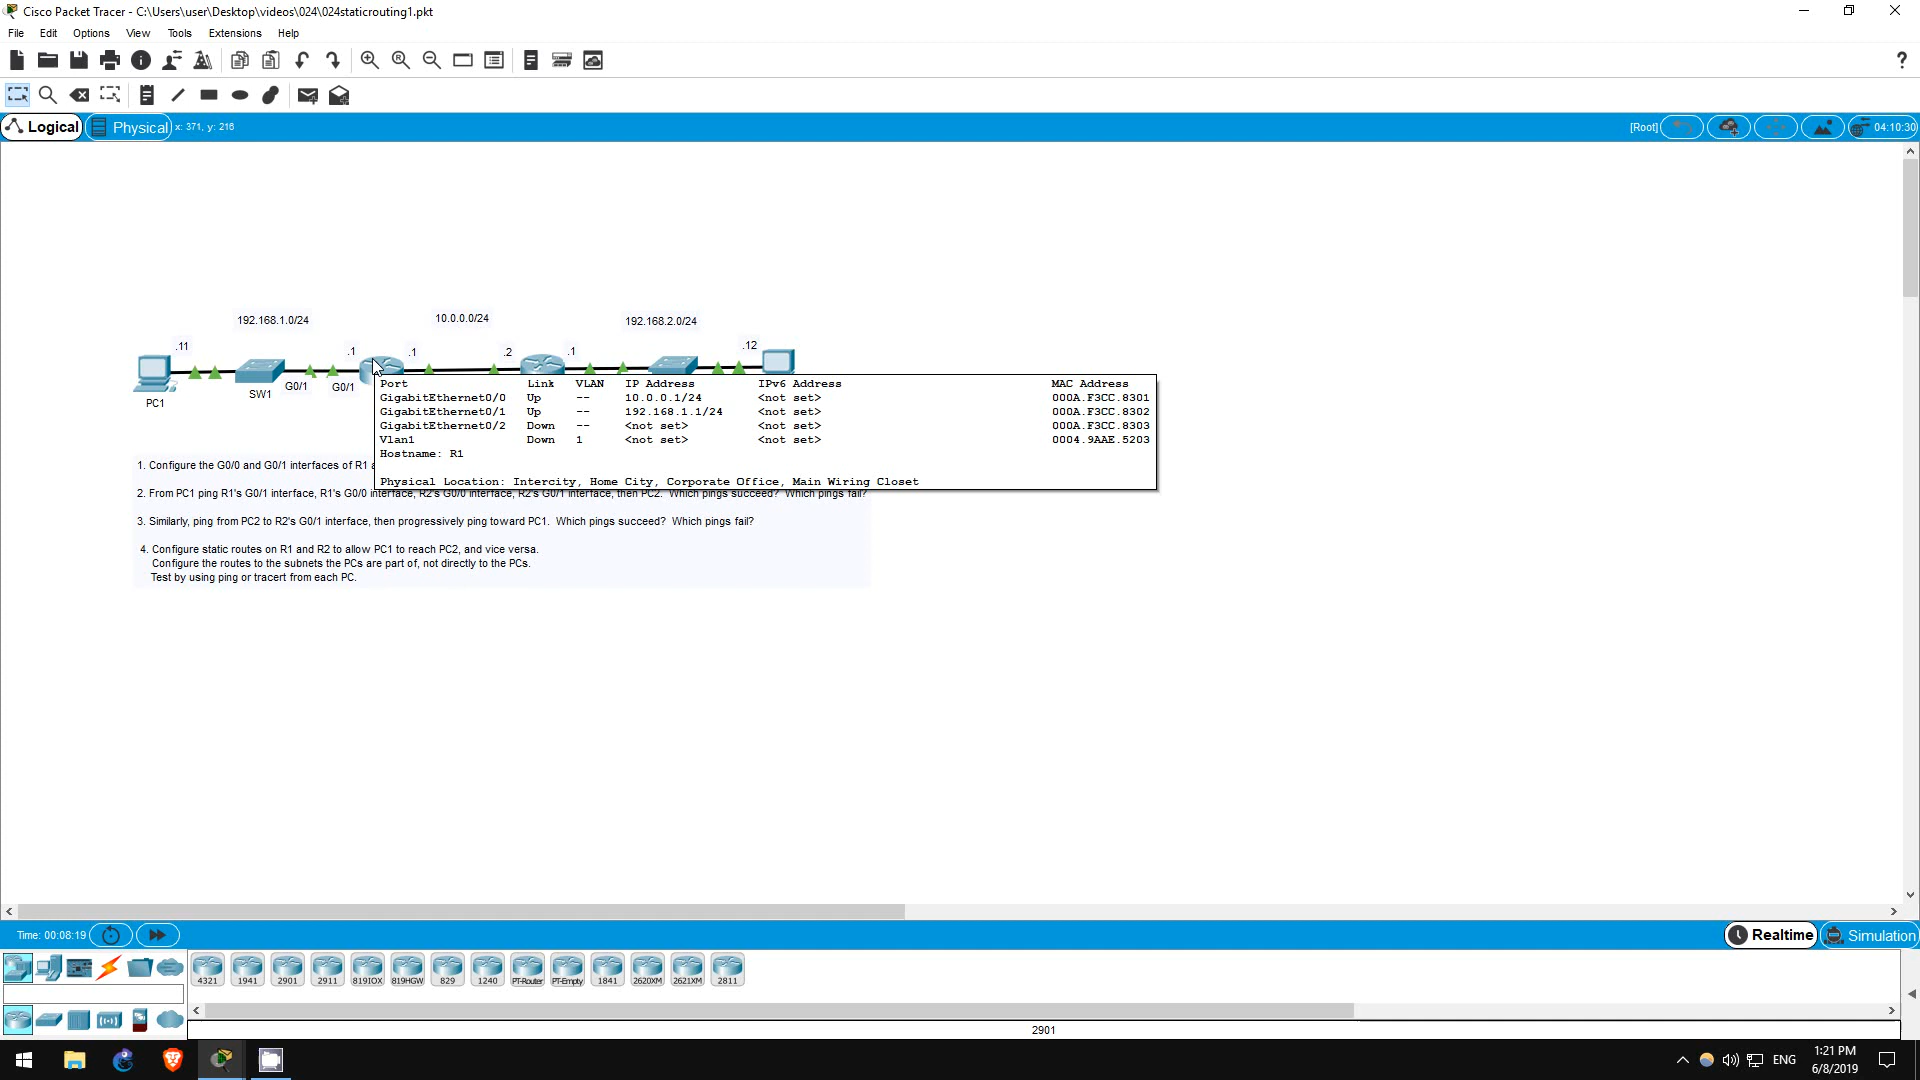 Cisco Packet Tracer - C:\Users\user\Desktop\videos\024\024staticrouting1.pkt
File Edit Options View Tools Extensions Help
?
Logical Physical x: 371, y: 216 [Root] 04:10:30
192.168.1.0/24 10.0.0.0/24 192.168.2.0/24
.11 .1 .1 .2 .1 .12
G0/1 G0/1
PC1 SW1
Port Link VLAN IP Address IPv6 Address MAC Address
GigabitEthernet0/0 Up -- 10.0.0.1/24 <not set> 000A.F3CC.8301
GigabitEthernet0/1 Up -- 192.168.1.1/24 <not set> 000A.F3CC.8302
GigabitEthernet0/2 Down -- <not set> <not set> 000A.F3CC.8303
Vlan1 Down 1 <not set> <not set> 0004.9AAE.5203
Hostname: R1
Physical Location: Intercity, Home City, Corporate Office, Main Wiring Closet
1. Configure the G0/0 and G0/1 interfaces of R1
2. From PC1 ping R1's G0/1 interface, R1's G0/0 interface, R2's G0/0 interface, R2's G0/1 interface, then PC2. Which pings succeed? Which pings fail?
3. Similarly, ping from PC2 to R2's G0/1 interface, then progressively ping toward PC1. Which pings succeed? Which pings fail?
4. Configure static routes on R1 and R2 to allow PC1 to reach PC2, and vice versa.
Configure the routes to the subnets the PCs are part of, not directly to the PCs.
Test by using ping or tracert from each PC.
Time: 00:08:19 Realtime Simulation
4321 1941 2901 2911 819IOX 819HGW 829 1240 PT-Router PT-Empty 1841 2620XM 2621XM 2811
2901
ENG 1:21 PM
6/8/2019